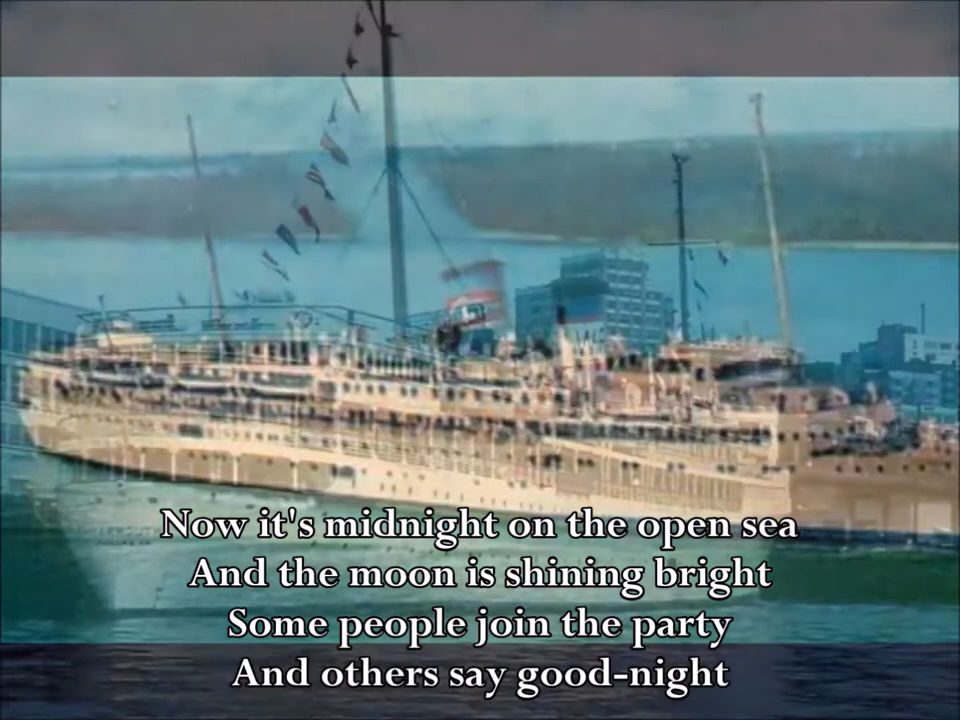 Now it's midnight on the open sea
And the moon is shining bright
Some people join the party
And others say good-night